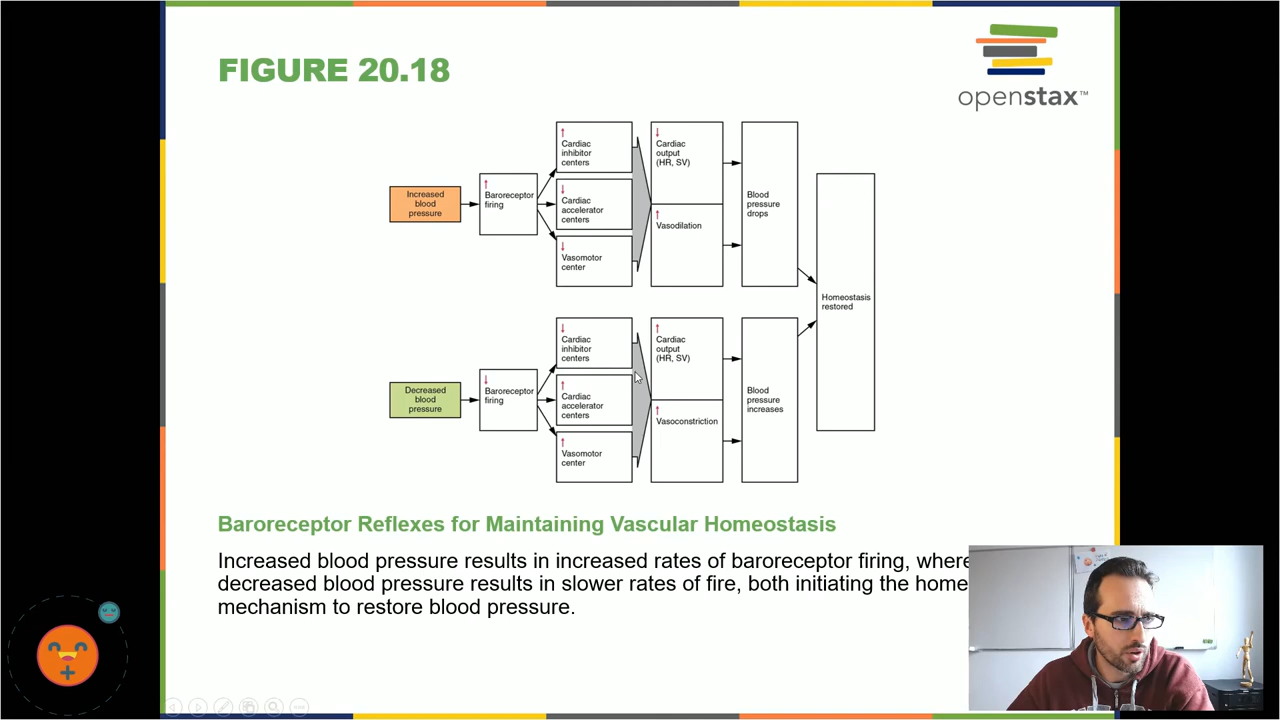 FIGURE 20.18
openstax™
↑
Cardiac
inhibitor
centers
↓
Cardiac
output
(HR, SV)
Increased
blood
pressure
↑
Baroreceptor
firing
↓
Cardiac
accelerator
centers
↑
Vasodilation
Blood
pressure
drops
↓
Vasomotor
center
Homeostasis
restored
↓
Cardiac
inhibitor
centers
↑
Cardiac
output
(HR, SV)
Decreased
blood
pressure
↓
Baroreceptor
firing
↑
Cardiac
accelerator
centers
↑
Vasoconstriction
Blood
pressure
increases
↑
Vasomotor
center
Baroreceptor Reflexes for Maintaining Vascular Homeostasis
Increased blood pressure results in increased rates of baroreceptor firing, where
decreased blood pressure results in slower rates of fire, both initiating the home
mechanism to restore blood pressure.